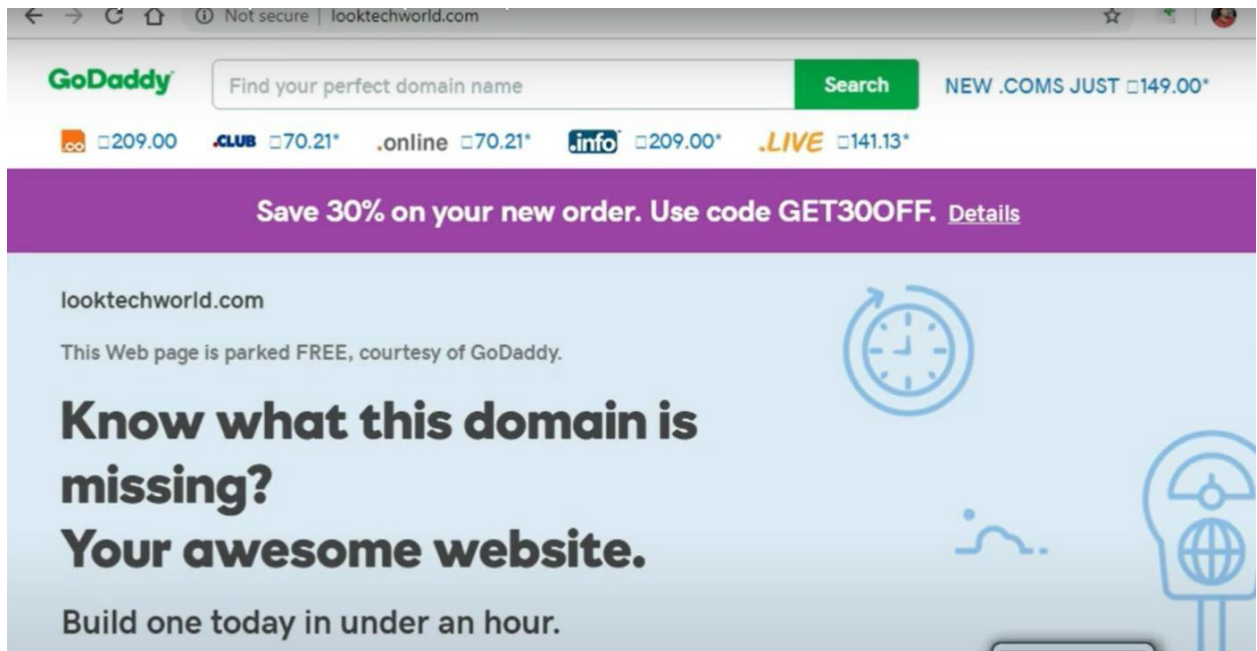 Not secure | looktechworld.com
GoDaddy Find your perfect domain name Search NEW .COMS JUST □149.00*
.co □209.00 .CLUB □70.21* .online □70.21* .info □209.00* .LIVE □141.13*
Save 30% on your new order. Use code GET30OFF. Details
looktechworld.com
This Web page is parked FREE, courtesy of GoDaddy.
Know what this domain is
missing?
Your awesome website.
Build one today in under an hour.